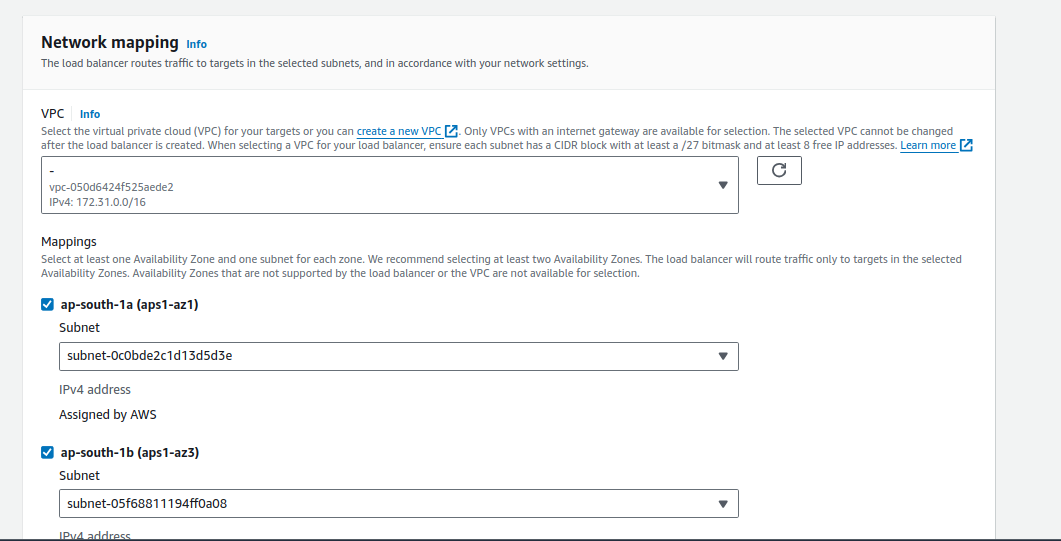 Network mapping Info
The load balancer routes traffic to targets in the selected subnets, and in accordance with your network settings.
VPC Info
Select the virtual private cloud (VPC) for your targets or you can create a new VPC. Only VPCs with an internet gateway are available for selection. The selected VPC cannot be changed
after the load balancer is created. When selecting a VPC for your load balancer, ensure each subnet has a CIDR block with at least a /27 bitmask and at least 8 free IP addresses. Learn more
-
vpc-050d6424f525aede2
IPv4: 172.31.0.0/16
Mappings
Select at least one Availability Zone and one subnet for each zone. We recommend selecting at least two Availability Zones. The load balancer will route traffic only to targets in the selected
Availability Zones. Availability Zones that are not supported by the load balancer or the VPC are not available for selection.
ap-south-1a (aps1-az1)
Subnet
subnet-0c0bde2c1d13d5d3e
IPv4 address
Assigned by AWS
ap-south-1b (aps1-az3)
Subnet
subnet-05f68811194ff0a08
IPv4 address